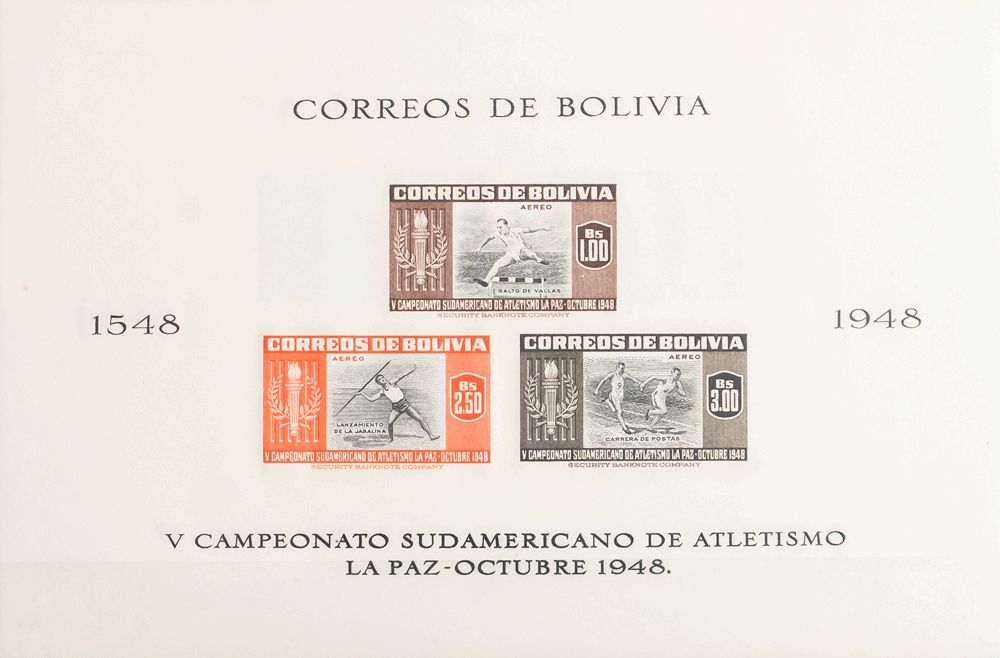 CORREOS DE BOLIVIA
CORREOS DE BOLIVIA
AEREO
Bs
1.00
SALTO DE VALLAS
V CAMPEONATO SUDAMERICANO DE ATLETISMO LA PAZ-OCTUBRE 1948
SECURITY BANKNOTE COMPANY
1548
1948
CORREOS DE BOLIVIA
AEREO
Bs
2.50
LANZAMIENTO
DE LA JABALINA
V CAMPEONATO SUDAMERICANO DE ATLETISMO LA PAZ-OCTUBRE 1948
SECURITY BANKNOTE COMPANY
CORREOS DE BOLIVIA
AEREO
Bs
3.00
CARRERA DE POSTAS
V CAMPEONATO SUDAMERICANO DE ATLETISMO LA PAZ-OCTUBRE 1948
SECURITY BANKNOTE COMPANY
V CAMPEONATO SUDAMERICANO DE ATLETISMO
LA PAZ-OCTUBRE 1948.